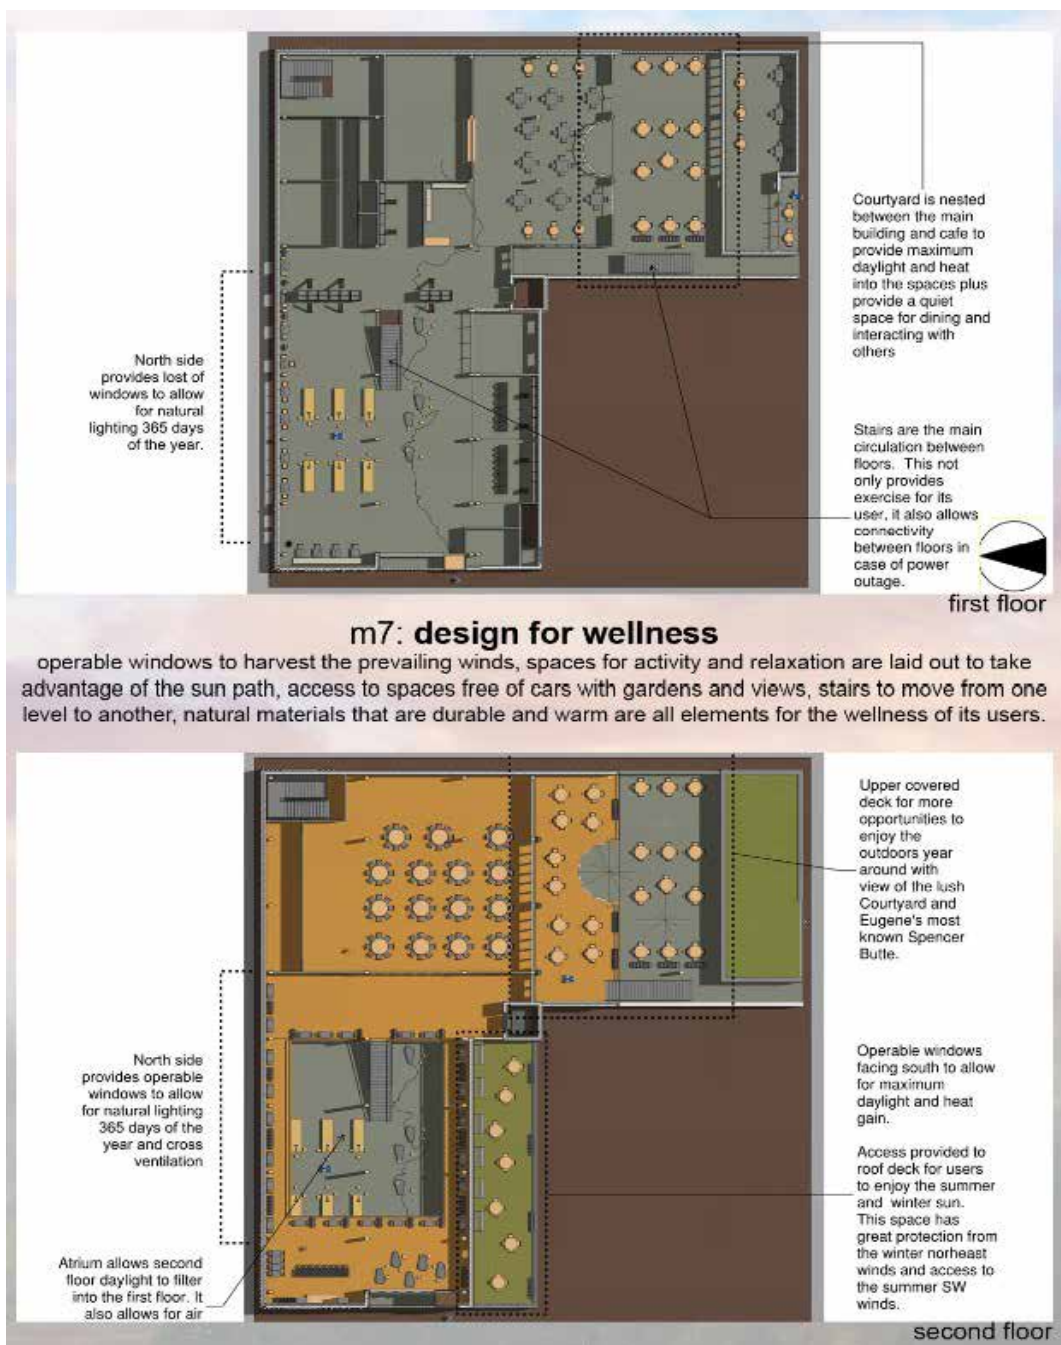 Courtyard is nested
between the main
building and cafe to
provide maximum
daylight and heat
into the spaces plus
provide a quiet
space for dining and
interacting with
others
North side
provides lost of
windows to allow
for natural
lighting 365 days
of the year.
Stairs are the main
circulation between
floors. This not
only provides
exercise for its
user, it also allows
connectivity
between floors in
case of power
outage.
first floor
m7: design for wellness
operable windows to harvest the prevailing winds, spaces for activity and relaxation are laid out to take
advantage of the sun path, access to spaces free of cars with gardens and views, stairs to move from one
level to another, natural materials that are durable and warm are all elements for the wellness of its users.
Upper covered
deck for more
opportunities to
enjoy the
outdoors year
around with
view of the lush
Courtyard and
Eugene's most
known Spencer
Butle.
North side
provides operable
windows to allow
for natural lighting
365 days of the
year and cross
ventilation
Operable windows
facing south to allow
for maximum
daylight and heat
gain.
Access provided to
roof deck for users
to enjoy the summer
and winter sun.
This space has
great protection from
the winter norheast
winds and access to
the summer SW
winds.
Atrium allows second
floor daylight to filter
into the first floor. It
also allows for air
second floor